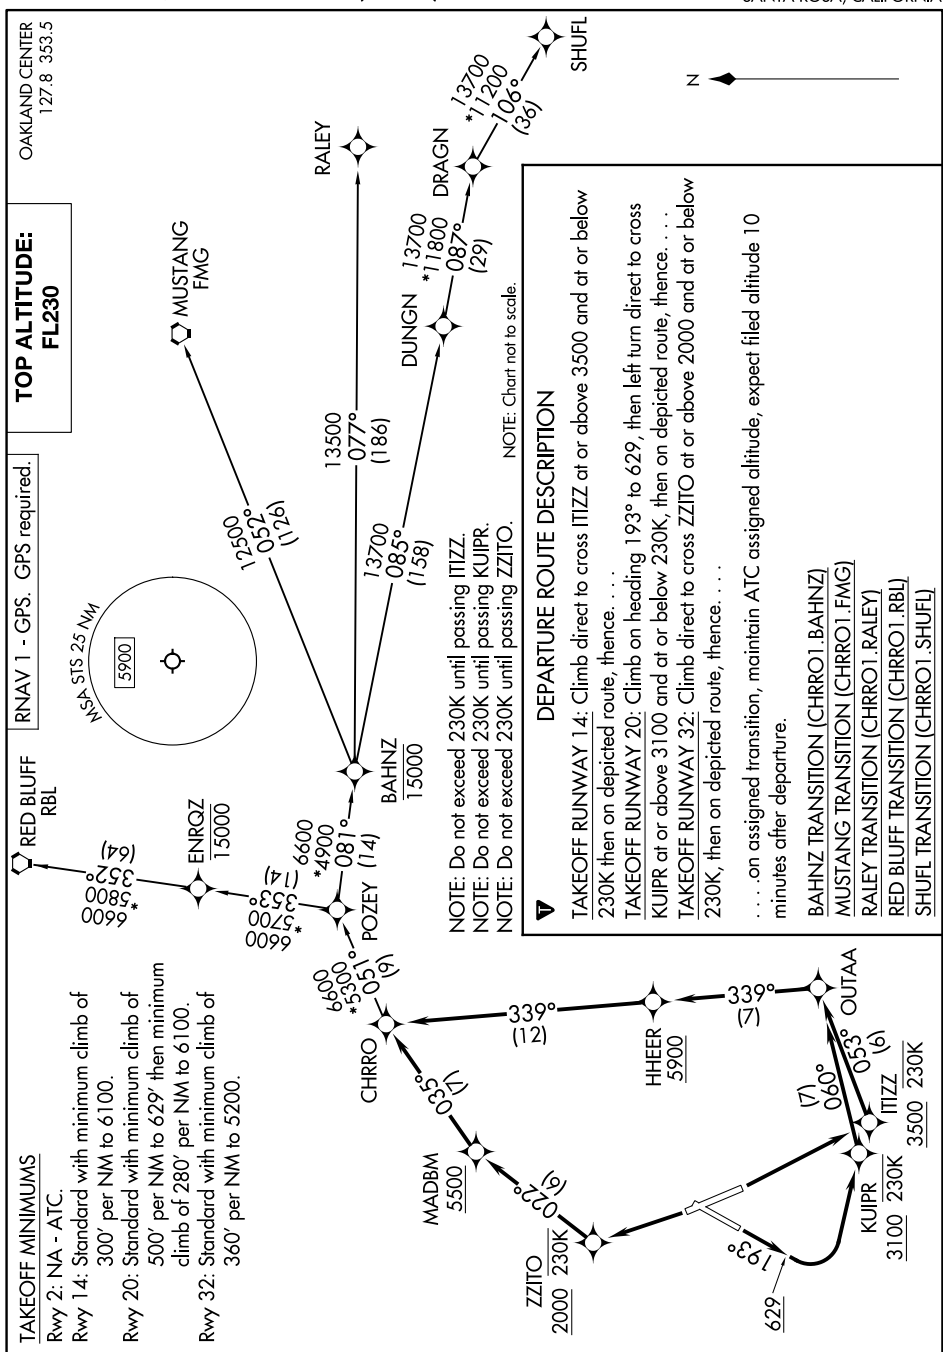 SANTA ROSA, CALIFORNIA
TAKEOFF MINIMUMS
Rwy 2: NA - ATC.
Rwy 14: Standard with minimum climb of
300' per NM to 6100.
Rwy 20: Standard with minimum climb of
500' per NM to 629' then minimum
climb of 280' per NM to 6100.
Rwy 32: Standard with minimum climb of
360' per NM to 5200.
RNAV 1 - GPS. GPS required.
TOP ALTITUDE:
FL230
OAKLAND CENTER
127.8 353.5
RED BLUFF
RBL
6600
*5800
352°
(64)
ENRQZ
15000
6600
*5700
353°
(14)
POZEY
6600
*4900
081°
(14)
BAHNZ
15000
MSA STS 25 NM
5900
12500
052°
(126)
MUSTANG
FMG
13500
077°
(186)
RALEY
13700
085°
(158)
DUNGN
13700
*11800
087°
(29)
DRAGN
13700
*11200
106°
(36)
SHUFL
N
6600
*5300
051°
(9)
CHRRO
035°
(7)
MADBM
5500
022°
(6)
ZZITO
2000 230K
193°
629
KUIPR
3100 230K
ITIZZ
3500 230K
060°
(7)
053°
(6)
OUTAA
339°
(7)
HHEER
5900
339°
(12)
NOTE: Do not exceed 230K until passing ITIZZ.
NOTE: Do not exceed 230K until passing KUIPR.
NOTE: Do not exceed 230K until passing ZZITO.
NOTE: Chart not to scale.
T
DEPARTURE ROUTE DESCRIPTION
TAKEOFF RUNWAY 14: Climb direct to cross ITIZZ at or above 3500 and at or below
230K then on depicted route, thence. . . .
TAKEOFF RUNWAY 20: Climb on heading 193° to 629, then left turn direct to cross
KUIPR at or above 3100 and at or below 230K, then on depicted route, thence. . . .
TAKEOFF RUNWAY 32: Climb direct to cross ZZITO at or above 2000 and at or below
230K, then on depicted route, thence. . . .
. . . .on assigned transition, maintain ATC assigned altitude, expect filed altitude 10
minutes after departure.
BAHNZ TRANSITION (CHRRO1.BAHNZ)
MUSTANG TRANSITION (CHRRO1.FMG)
RALEY TRANSITION (CHRRO1.RALEY)
RED BLUFF TRANSITION (CHRRO1.RBL)
SHUFL TRANSITION (CHRRO1.SHUFL)